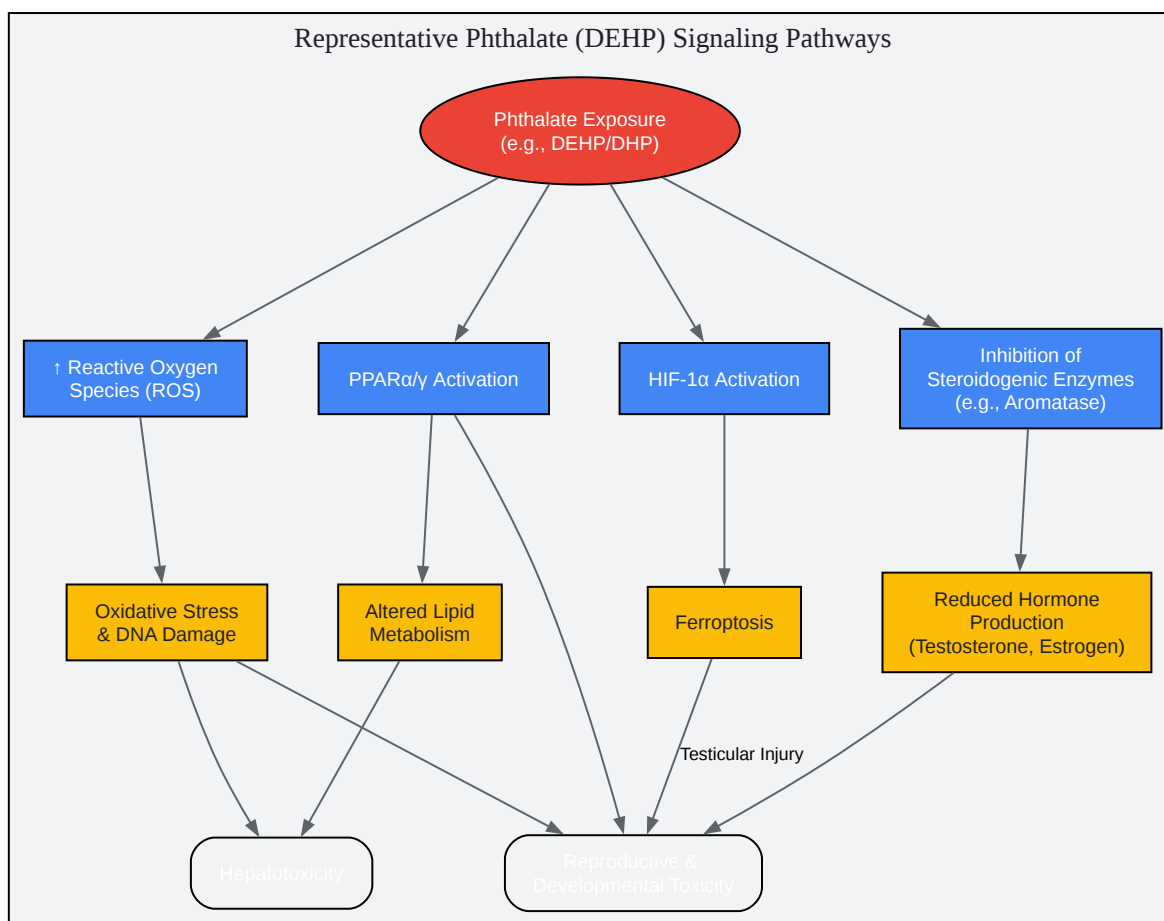 Representative Phthalate (DEHP) Signaling Pathways
Phthalate Exposure
(e.g., DEHP/DHP)
↑ Reactive Oxygen
Species (ROS)
PPARα/γ Activation
HIF-1α Activation
Inhibition of
Steroidogenic Enzymes
(e.g., Aromatase)
Oxidative Stress
& DNA Damage
Altered Lipid
Metabolism
Ferroptosis
Reduced Hormone
Production
(Testosterone, Estrogen)
Testicular Injury
Hepatotoxicity
Reproductive &
Developmental Toxicity